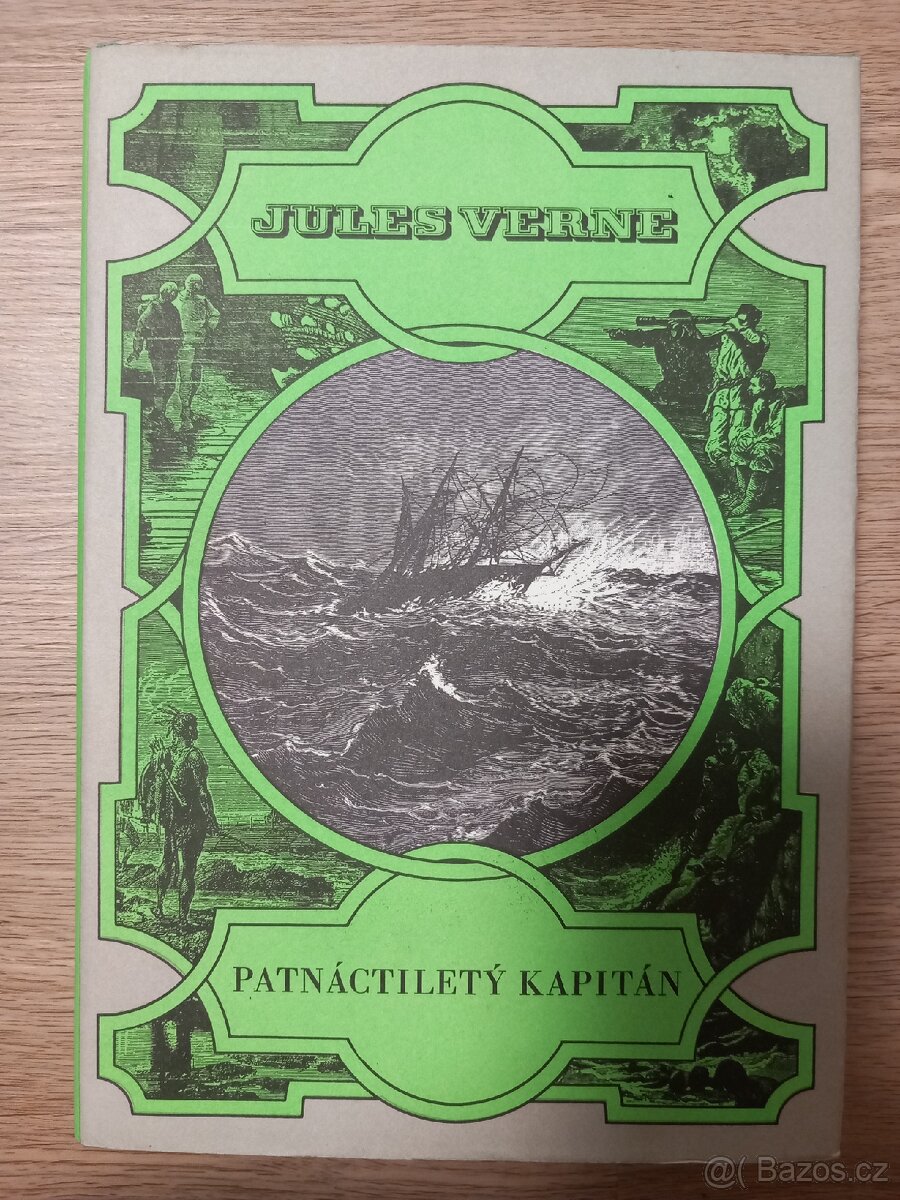 JULES VERNE
PATNÁCTILETÝ KAPITÁN
@( Bazos.cz